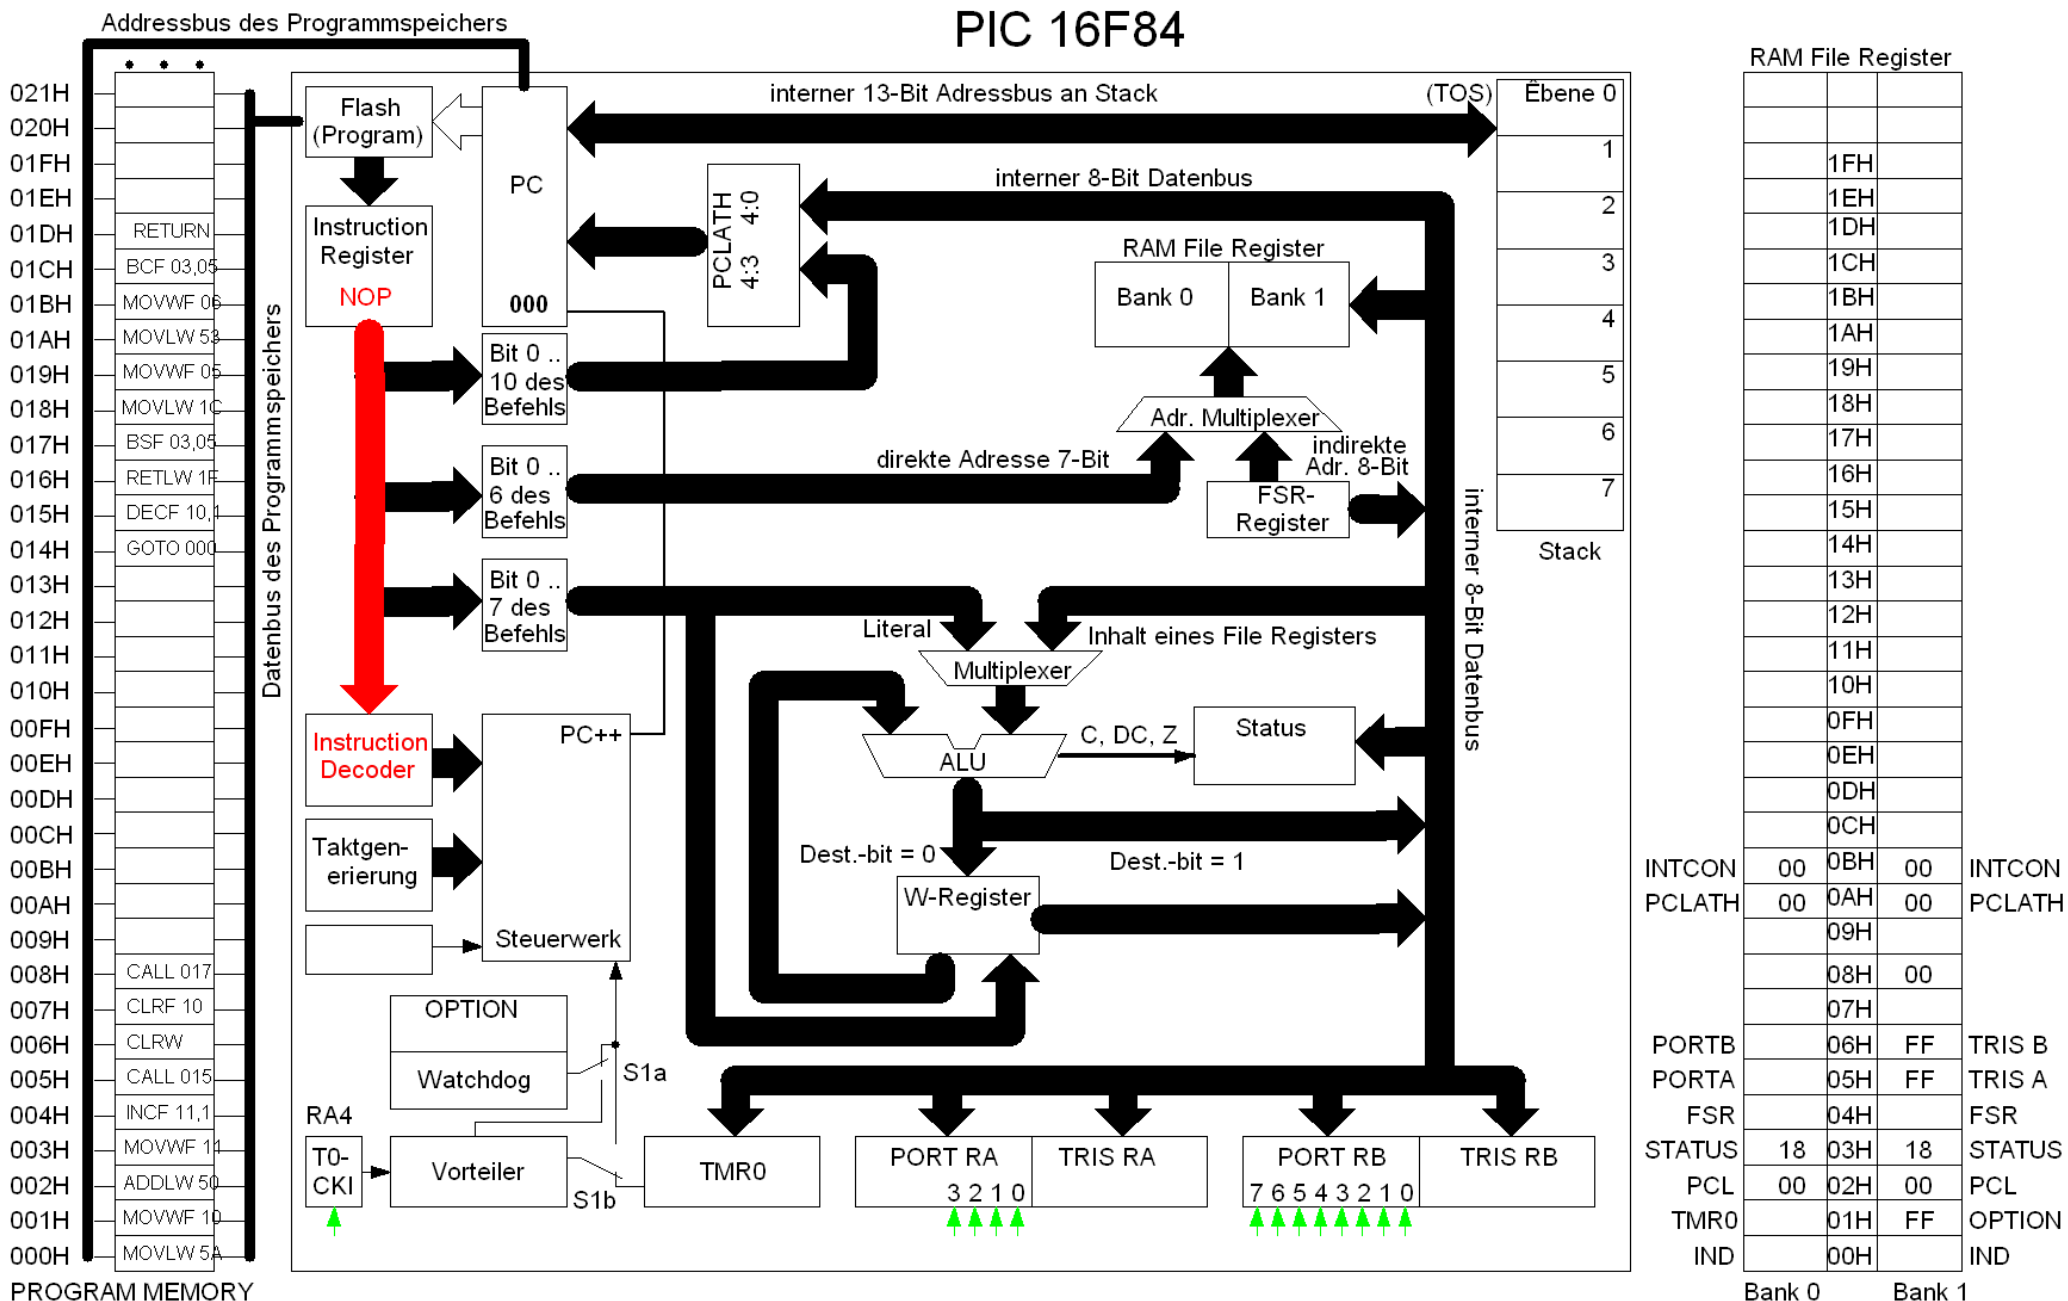 Addressbus des Programmspeichers
PIC 16F84
021H
020H
01FH
01EH
01DH RETURN
01CH BCF 03,05
01BH MOVWF 06
01AH MOVLW 53
019H MOVWF 05
018H MOVLW 1C
017H BSF 03,05
016H RETLW 1F
015H DECF 10,1
014H GOTO 000
013H
012H
011H
010H
00FH
00EH
00DH
00CH
00BH
00AH
009H
008H CALL 017
007H CLRF 10
006H CLRW
005H CALL 015
004H INCF 11,1
003H MOVWF 11
002H ADDLW 50
001H MOVWF 10
000H MOVLW 5A
PROGRAM MEMORY
Datenbus des Programmspeichers
Flash
(Program)
Instruction
Register
NOP
PC
000
interner 13-Bit Adressbus an Stack
(TOS)
Êbene 0
1
2
3
4
5
6
7
Stack
interner 8-Bit Datenbus
PCLATH
4:3 4:0
RAM File Register
Bank 0 Bank 1
Adr. Multiplexer
indirekte
Adr. 8-Bit
direkte Adresse 7-Bit
FSR-
Register
Bit 0 ..
10 des
Befehls
Bit 0 ..
6 des
Befehls
Bit 0 ..
7 des
Befehls
interner 8-Bit Datenbus
Literal
Inhalt eines File Registers
Multiplexer
ALU
C, DC, Z
Status
Dest.-bit = 0
Dest.-bit = 1
W-Register
Instruction
Decoder
PC++
Taktgen-
erierung
Steuerwerk
OPTION
Watchdog
S1a
RA4
T0-
CKI
Vorteiler
S1b
TMR0
PORT RA
3 2 1 0
TRIS RA
PORT RB
7 6 5 4 3 2 1 0
TRIS RB
RAM File Register
1FH
1EH
1DH
1CH
1BH
1AH
19H
18H
17H
16H
15H
14H
13H
12H
11H
10H
0FH
0EH
0DH
0CH
INTCON 00 0BH 00 INTCON
PCLATH 00 0AH 00 PCLATH
09H
08H 00
07H
PORTB 06H FF TRIS B
PORTA 05H FF TRIS A
FSR 04H FSR
STATUS 18 03H 18 STATUS
PCL 00 02H 00 PCL
TMR0 01H FF OPTION
IND 00H IND
Bank 0 Bank 1